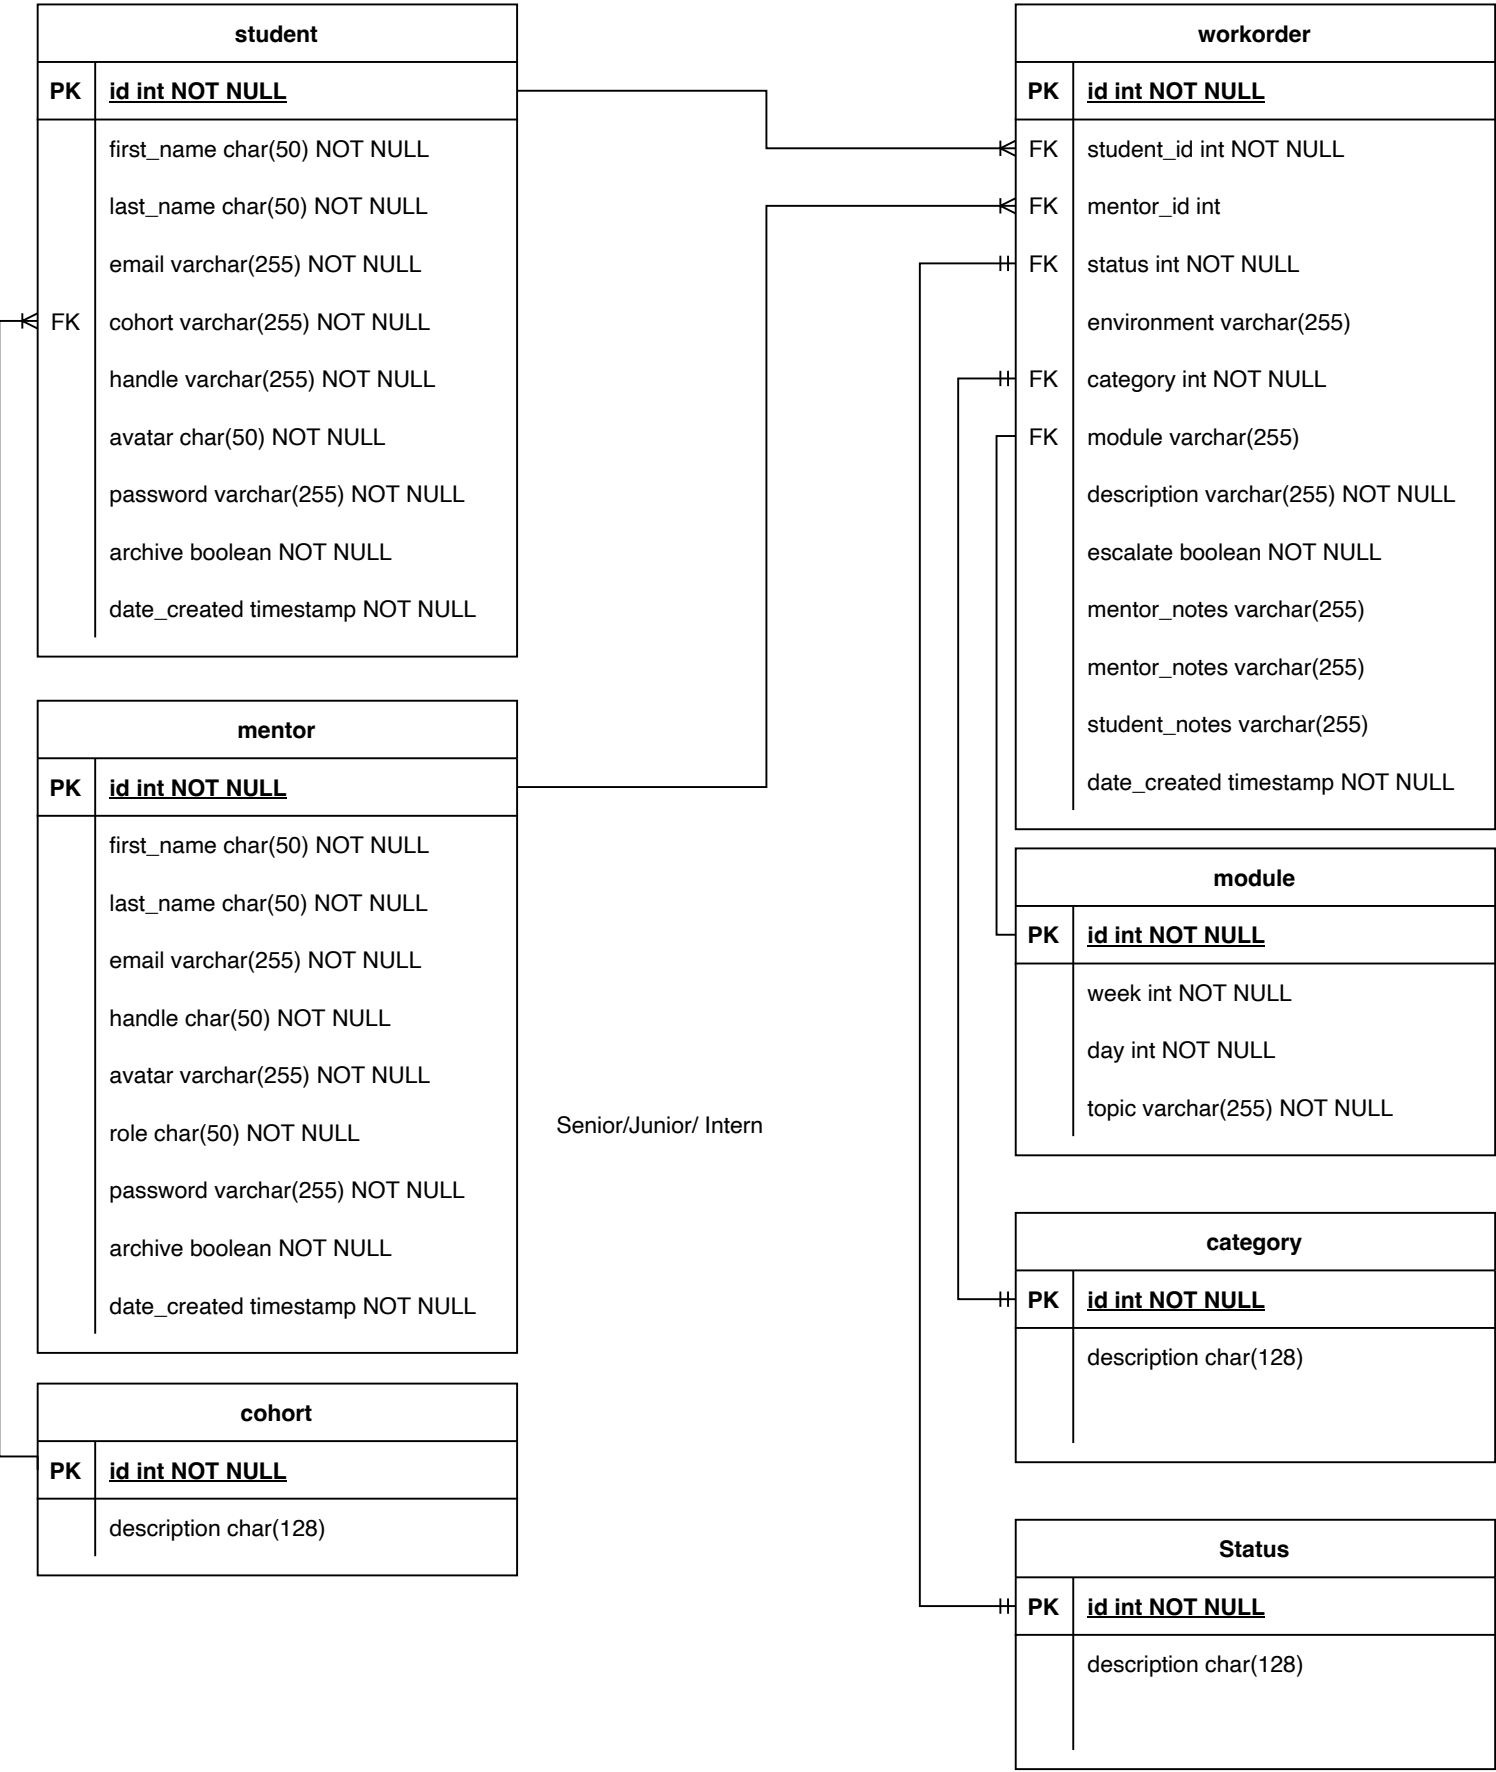 student
PK id int NOT NULL
first_name char(50) NOT NULL
last_name char(50) NOT NULL
email varchar(255) NOT NULL
FK cohort varchar(255) NOT NULL
handle varchar(255) NOT NULL
avatar char(50) NOT NULL
password varchar(255) NOT NULL
archive boolean NOT NULL
date_created timestamp NOT NULL
mentor
PK id int NOT NULL
first_name char(50) NOT NULL
last_name char(50) NOT NULL
email varchar(255) NOT NULL
handle char(50) NOT NULL
avatar varchar(255) NOT NULL
role char(50) NOT NULL
password varchar(255) NOT NULL
archive boolean NOT NULL
date_created timestamp NOT NULL
Senior/Junior/ Intern
cohort
PK id int NOT NULL
description char(128)
workorder
PK id int NOT NULL
FK student_id int NOT NULL
FK mentor_id int
FK status int NOT NULL
environment varchar(255)
FK category int NOT NULL
FK module varchar(255)
description varchar(255) NOT NULL
escalate boolean NOT NULL
mentor_notes varchar(255)
mentor_notes varchar(255)
student_notes varchar(255)
date_created timestamp NOT NULL
module
PK id int NOT NULL
week int NOT NULL
day int NOT NULL
topic varchar(255) NOT NULL
category
PK id int NOT NULL
description char(128)
Status
PK id int NOT NULL
description char(128)